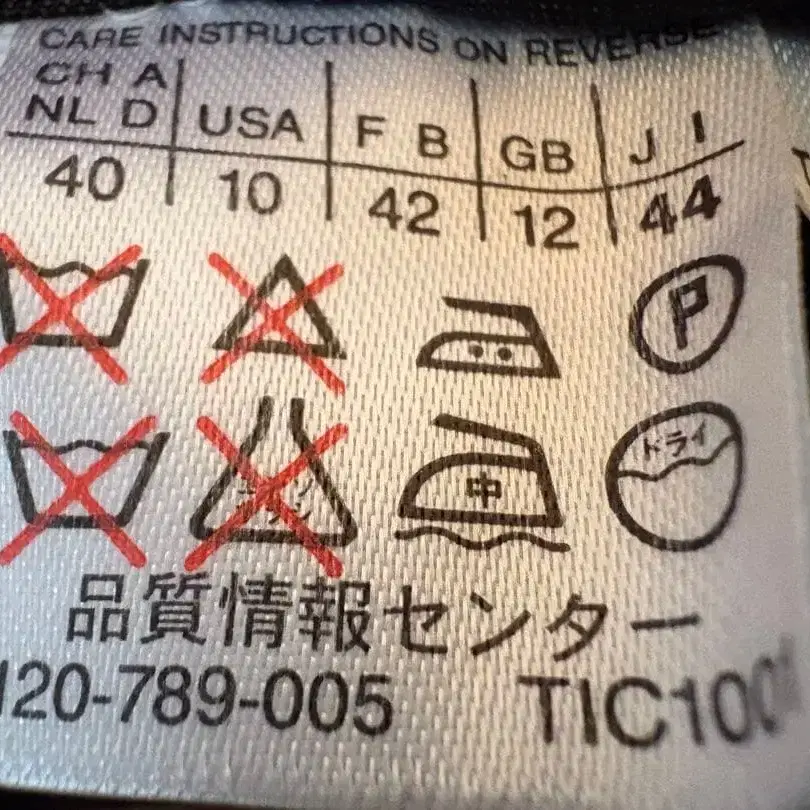 CARE INSTRUCTIONS ON REVERSE
CH A
NL D USA F B GB J I
40 10 42 12 44
P
ドライ
中
品質情報センター
120-789-005 TIC100